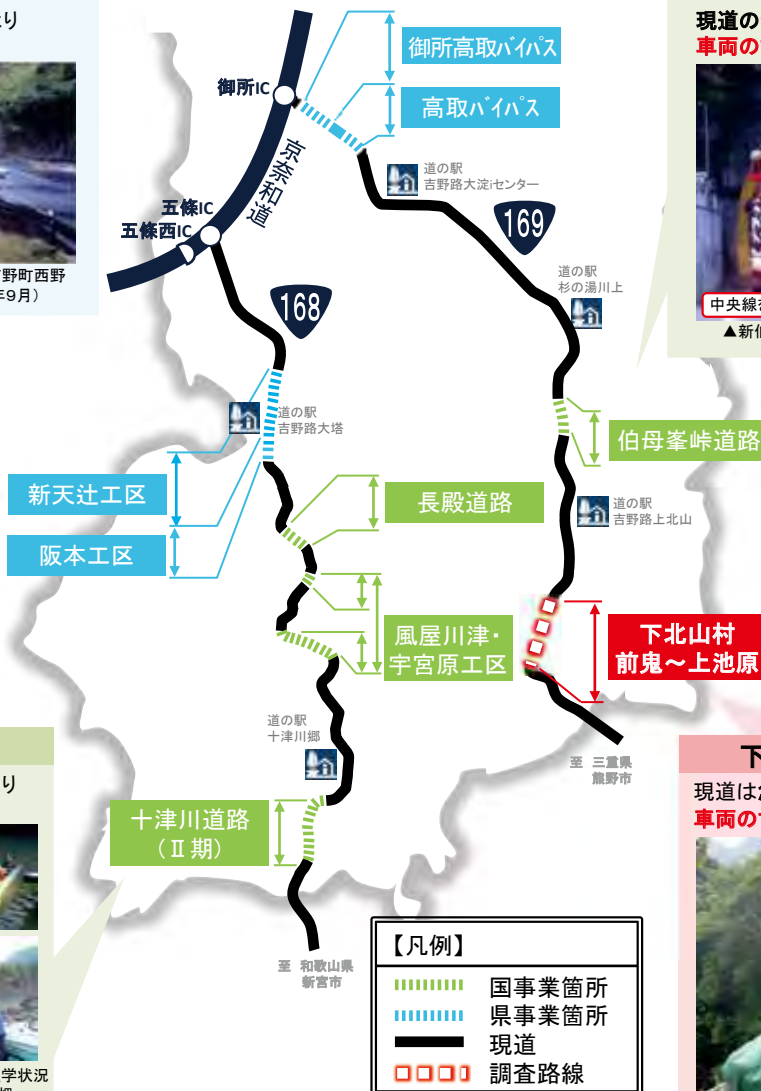 より
野町西野
年9月）
御所IC
京奈和道
五條IC
五條西IC
168
169
御所高取バイパス
高取バイパス
道の駅
吉野路大淀iセンター
道の駅
杉の湯川上
道の駅
吉野路大塔
新天辻工区
阪本工区
長殿道路
風屋川津・
宇宮原工区
伯母峯峠道路
道の駅
吉野路上北山
下北山村
前鬼～上池原
道の駅
十津川郷
十津川道路
（Ⅱ期）
至 三重県
熊野市
至 和歌山県
新宮市
現道の
車両の
中央線
▲新伯
現道は
車両の
学状況
【凡例】
国事業箇所
県事業箇所
現道
調査路線